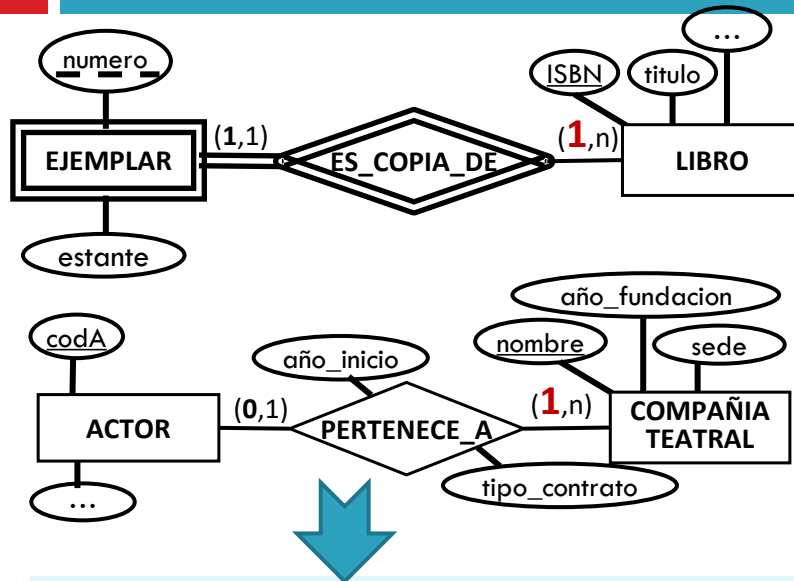 numero
EJEMPLAR
estante
(1,1)
ES_COPIA_DE
(1,n)
ISBN
titulo
...
LIBRO
codA
ACTOR
...
(0,1)
año_inicio
PERTENECE_A
tipo_contrato
(1,n)
nombre
año_fundacion
sede
COMPAÑIA
TEATRAL